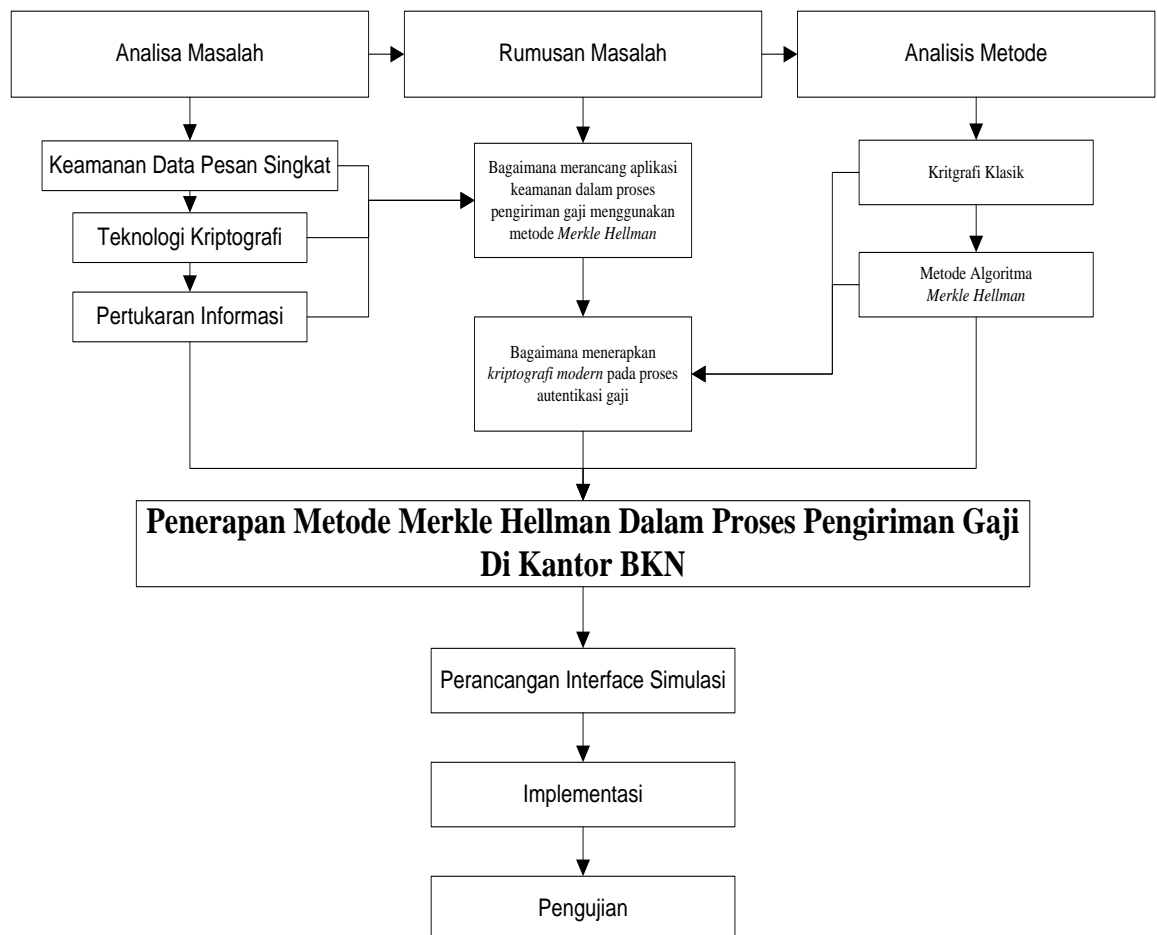 Analisa Masalah
Rumusan Masalah
Analisis Metode
Keamanan Data Pesan Singkat
Teknologi Kriptografi
Pertukaran Informasi
Bagaimana merancang aplikasi
keamanan dalam proses
pengiriman gaji menggunakan
metode Merkle Hellman
Bagaimana menerapkan
kriptografi modern pada proses
autentikasi gaji
Kritgrafi Klasik
Metode Algoritma
Merkle Hellman
Penerapan Metode Merkle Hellman Dalam Proses Pengiriman Gaji
Di Kantor BKN
Perancangan Interface Simulasi
Implementasi
Pengujian